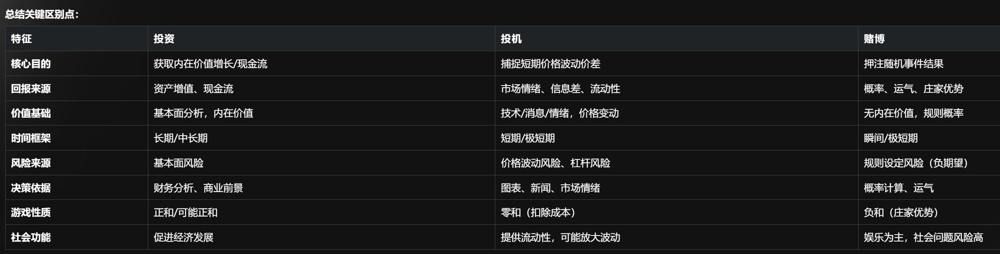 总结关键区别点：
特征 投资 投机 赌博
核心目的 获取内在价值增长/现金流 捕捉短期价格波动价差 押注随机事件结果
回报来源 资产增值、现金流 市场情绪、信息差、流动性 概率、运气、庄家优势
价值基础 基本面分析，内在价值 技术/消息/情绪，价格变动 无内在价值，规则概率
时间框架 长期/中长期 短期/极短期 瞬间/极短期
风险来源 基本面风险 价格波动风险、杠杆风险 规则设定风险（负期望）
决策依据 财务分析、商业前景 图表、新闻、市场情绪 概率计算、运气
游戏性质 正和/可能正和 零和（扣除成本） 负和（庄家优势）
社会功能 促进经济发展 提供流动性，可能放大波动 娱乐为主，社会问题风险高